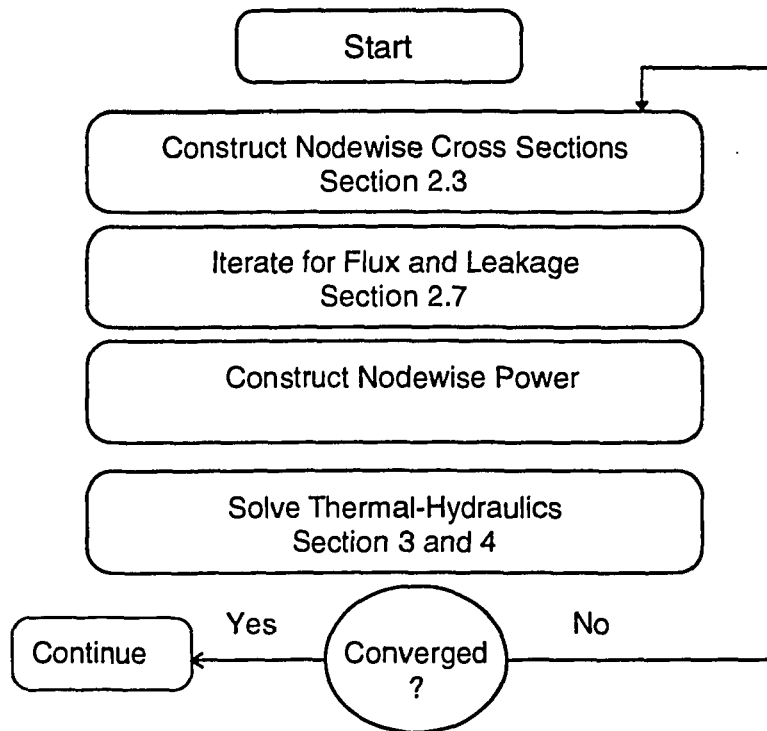 Start
Construct Nodewise Cross Sections
Section 2.3
Iterate for Flux and Leakage
Section 2.7
Construct Nodewise Power
Solve Thermal-Hydraulics
Section 3 and 4
Yes
No
Continue
Converged
?